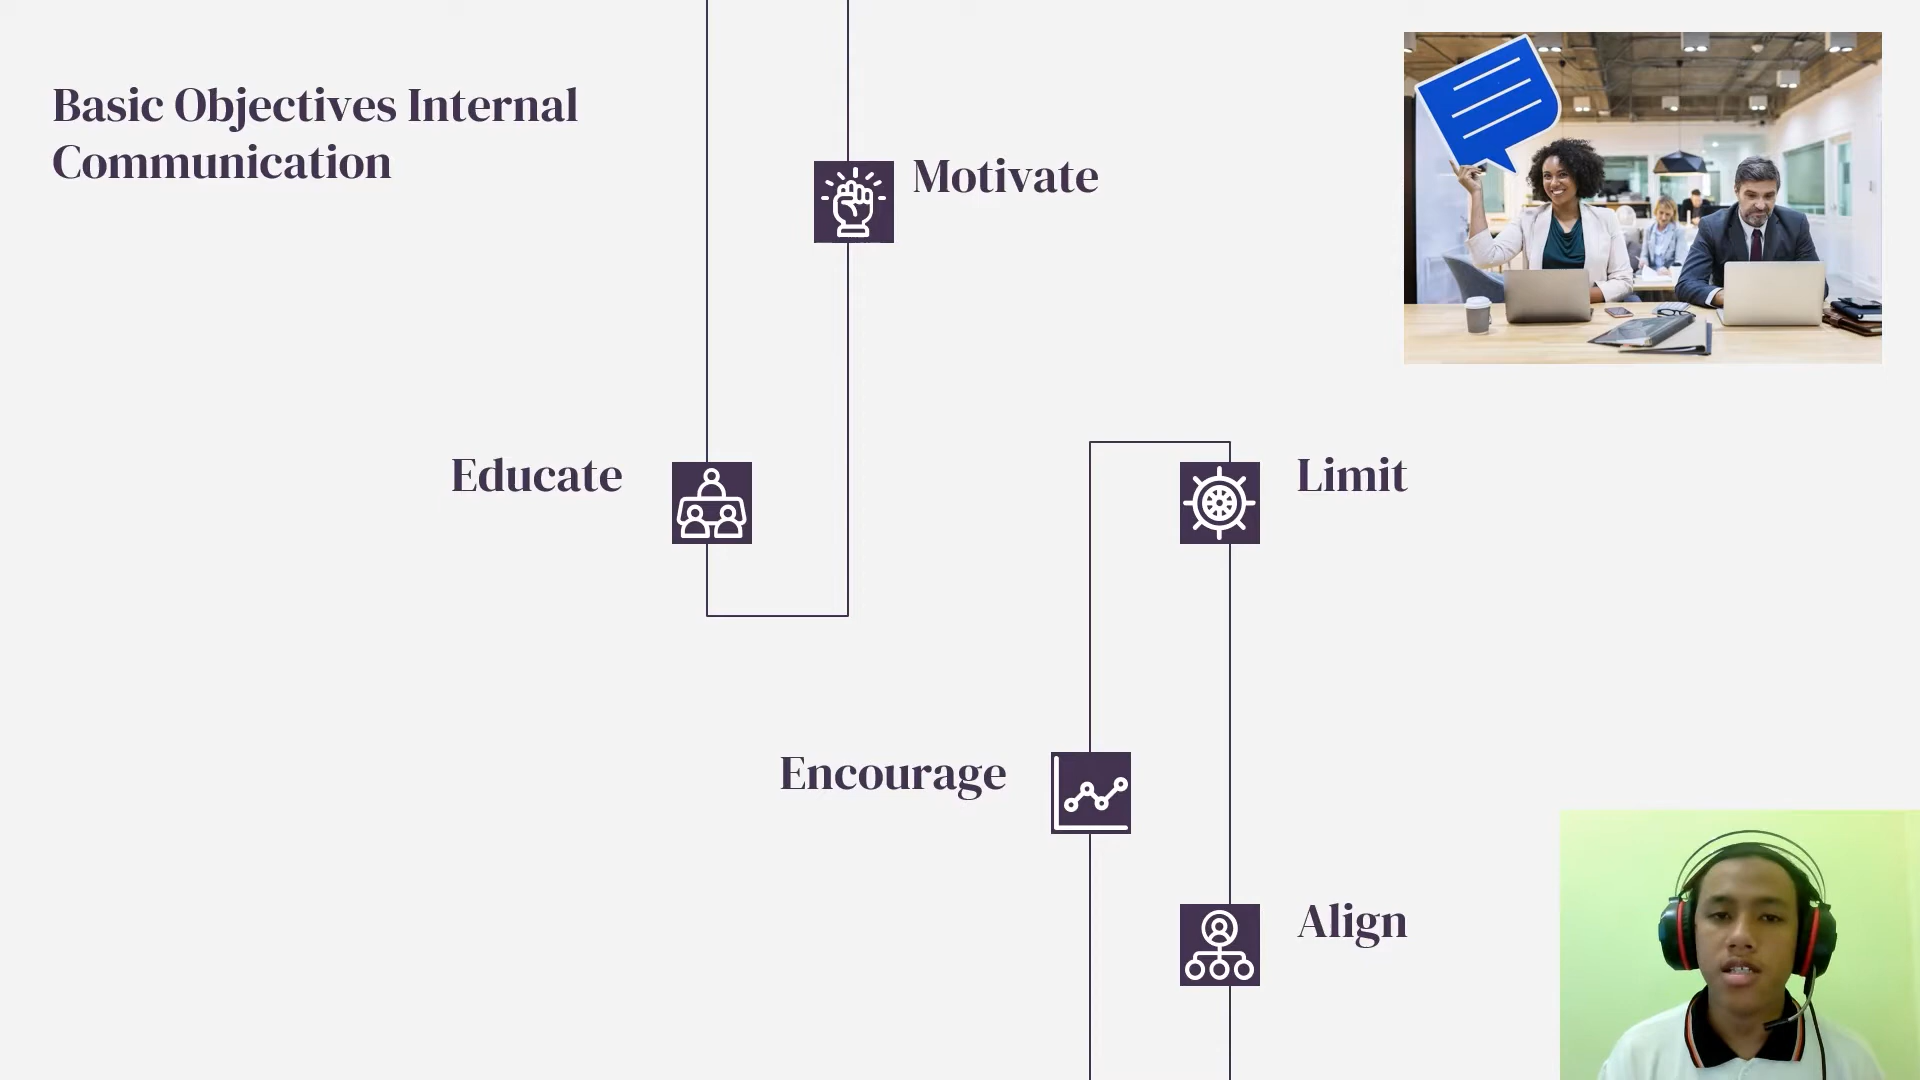 Basic Objectives Internal
Communication
Motivate
Educate
Limit
Encourage
Align